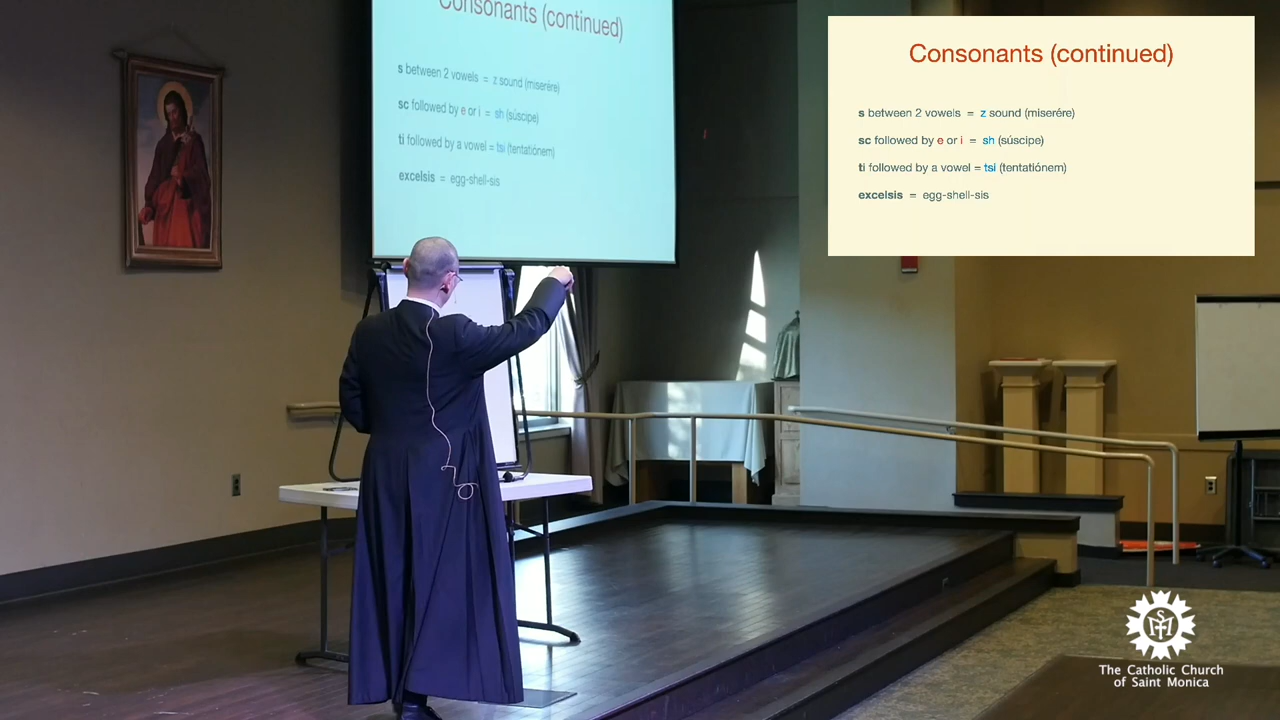 Consonants (continued)
s between 2 vowels = z sound (miserére)
sc followed by e or i = sh (súscipe)
ti followed by a vowel = tsi (tentatiónem)
excelsis = egg-shell-sis
Consonants (continued)
s between 2 vowels = z sound (miserére)
sc followed by e or i = sh (súscipe)
ti followed by a vowel = tsi (tentatiónem)
excelsis = egg-shell-sis
The Catholic Church
of Saint Monica